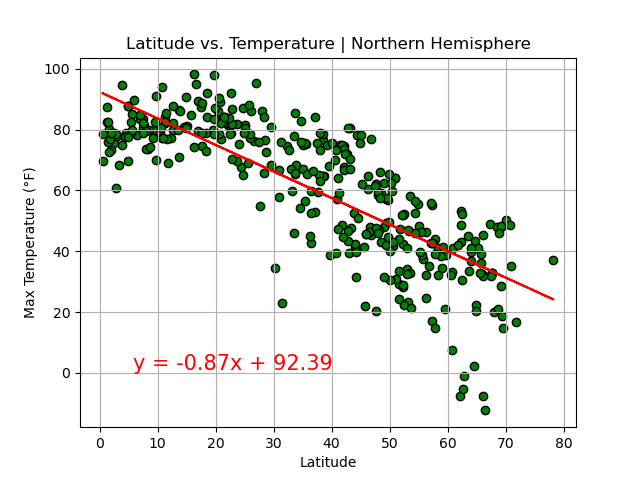 Latitude vs. Temperature | Northern Hemisphere
100
80
60
40
20
0
Max Temperature (°F)
y = -0.87x + 92.39
0 10 20 30 40 50 60 70 80
Latitude